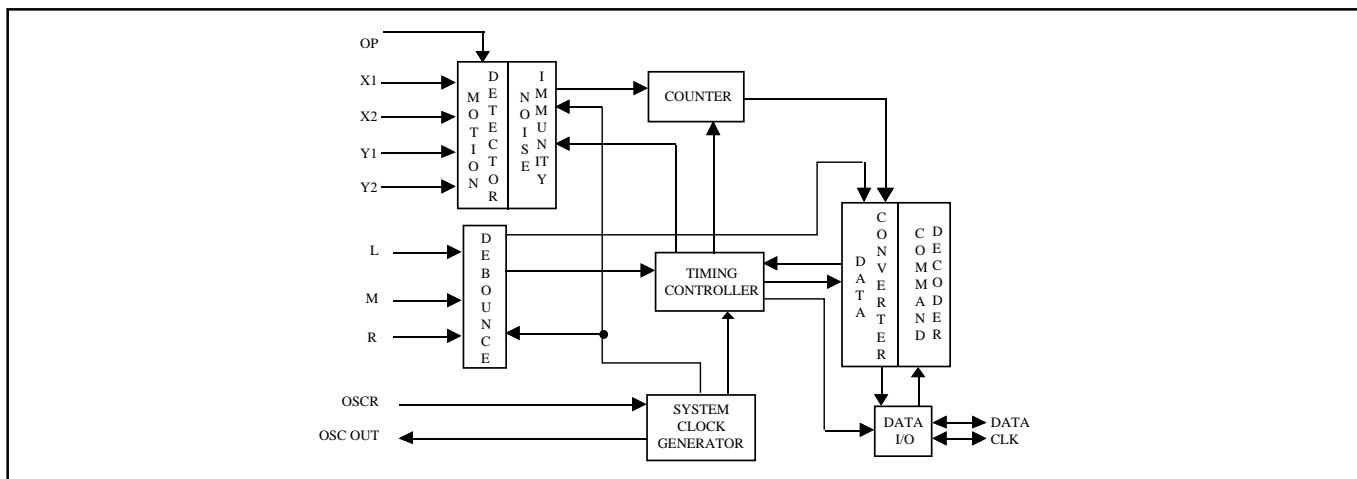 OP
X1
X2
Y1
Y2
MOTION
DETECTOR
NOISE
IMMUNITY
COUNTER
L
M
R
DEBOUNCE
TIMING
CONTROLLER
DATA
CONVERTER
COMMAND
DECODER
OSCR
OSC OUT
SYSTEM
CLOCK
GENERATOR
DATA
I/O
DATA
CLK